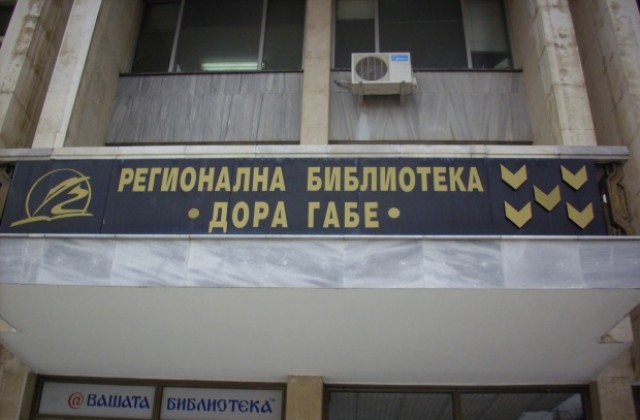 РЕГИОНАЛНА БИБЛИОТЕКА
• ДОРА ГАБЕ •
@ ВАШАТА БИБЛИОТЕКА